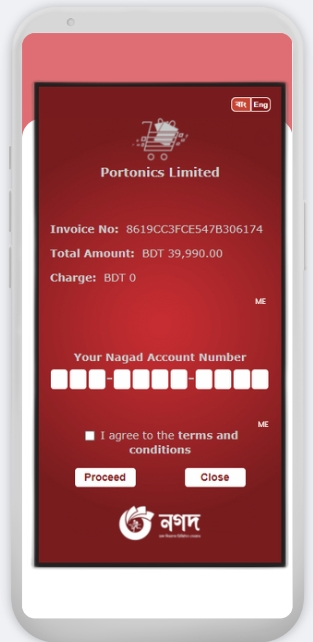 বাং Eng
Portonics Limited
Invoice No: 8619CC3FCE547B306174
Total Amount: BDT 39,990.00
Charge: BDT 0
ME
Your Nagad Account Number
ME
I agree to the terms and
conditions
Proceed Close
নগদ